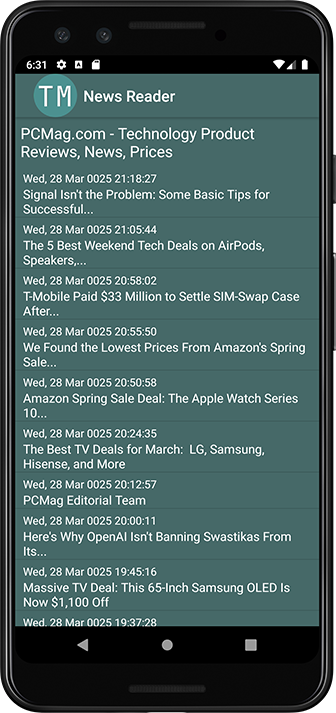 6:31
TM News Reader
PCMag.com - Technology Product
Reviews, News, Prices
Wed, 28 Mar 0025 21:18:27
Signal Isn't the Problem: Some Basic Tips for
Successful...
Wed, 28 Mar 0025 21:05:44
The 5 Best Weekend Tech Deals on AirPods,
Speakers,...
Wed, 28 Mar 0025 20:58:02
T-Mobile Paid $33 Million to Settle SIM-Swap Case
After...
Wed, 28 Mar 0025 20:55:50
We Found the Lowest Prices From Amazon's Spring
Sale...
Wed, 28 Mar 0025 20:50:58
Amazon Spring Sale Deal: The Apple Watch Series
10...
Wed, 28 Mar 0025 20:24:35
The Best TV Deals for March:  LG, Samsung,
Hisense, and More
Wed, 28 Mar 0025 20:12:57
PCMag Editorial Team
Wed, 28 Mar 0025 20:00:11
Here's Why OpenAI Isn't Banning Swastikas From
Its...
Wed, 28 Mar 0025 19:45:16
Massive TV Deal: This 65-Inch Samsung OLED Is
Now $1,100 Off
Wed, 28 Mar 0025 19:37:28